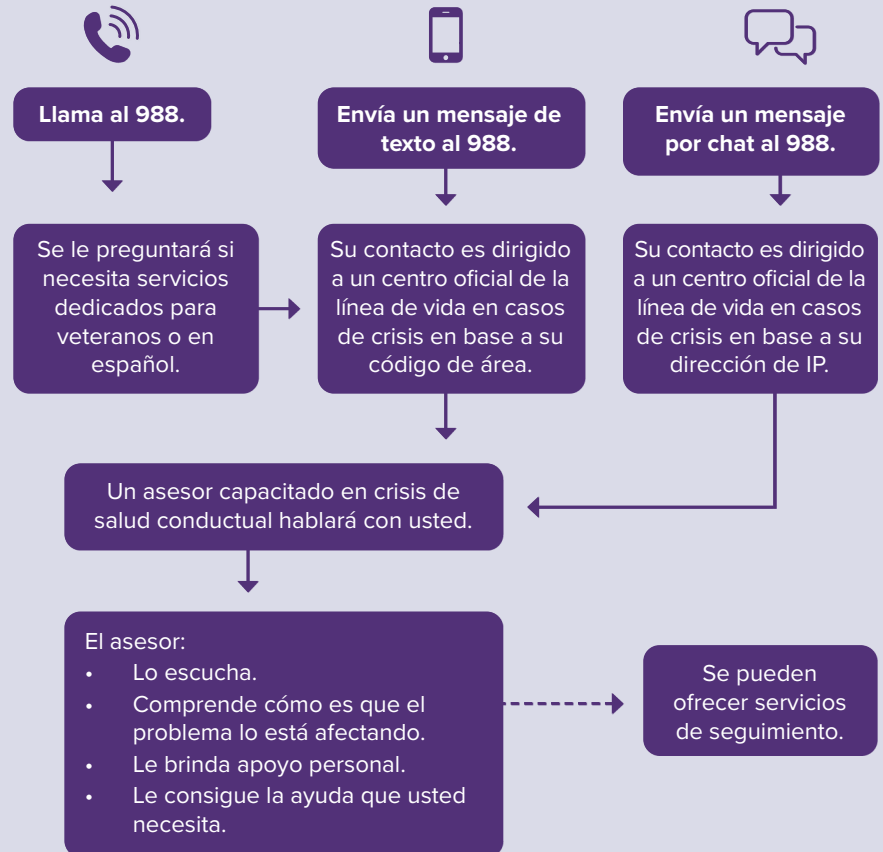 Llama al 988.
Envía un mensaje de
texto al 988.
Envía un mensaje
por chat al 988.
Se le preguntará si
necesita servicios
dedicados para
veteranos o en
español.
Su contacto es dirigido
a un centro oficial de la
línea de vida en casos
de crisis en base a su
código de área.
Su contacto es dirigido
a un centro oficial de la
línea de vida en casos
de crisis en base a su
dirección de IP.
Un asesor capacitado en crisis de
salud conductual hablará con usted.
El asesor:
• Lo escucha.
• Comprende cómo es que el
problema lo está afectando.
• Le brinda apoyo personal.
• Le consigue la ayuda que usted
necesita.
Se pueden
ofrecer servicios
de seguimiento.